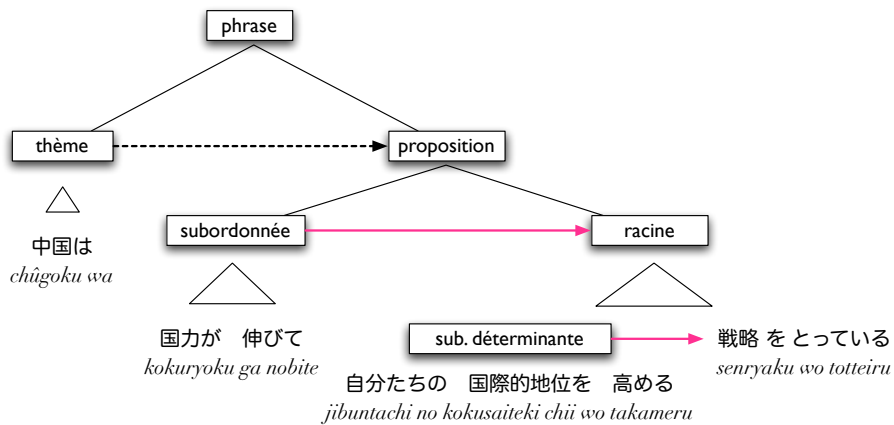 phrase
thème
proposition
中国は
chûgoku wa
subordonnée
racine
国力が 伸びて
kokuryoku ga nobite
sub. déterminante
戦略 を とっている
senryaku wo totteiru
自分たちの 国際的地位を 高める
jibuntachi no kokusaiteki chii wo takameru